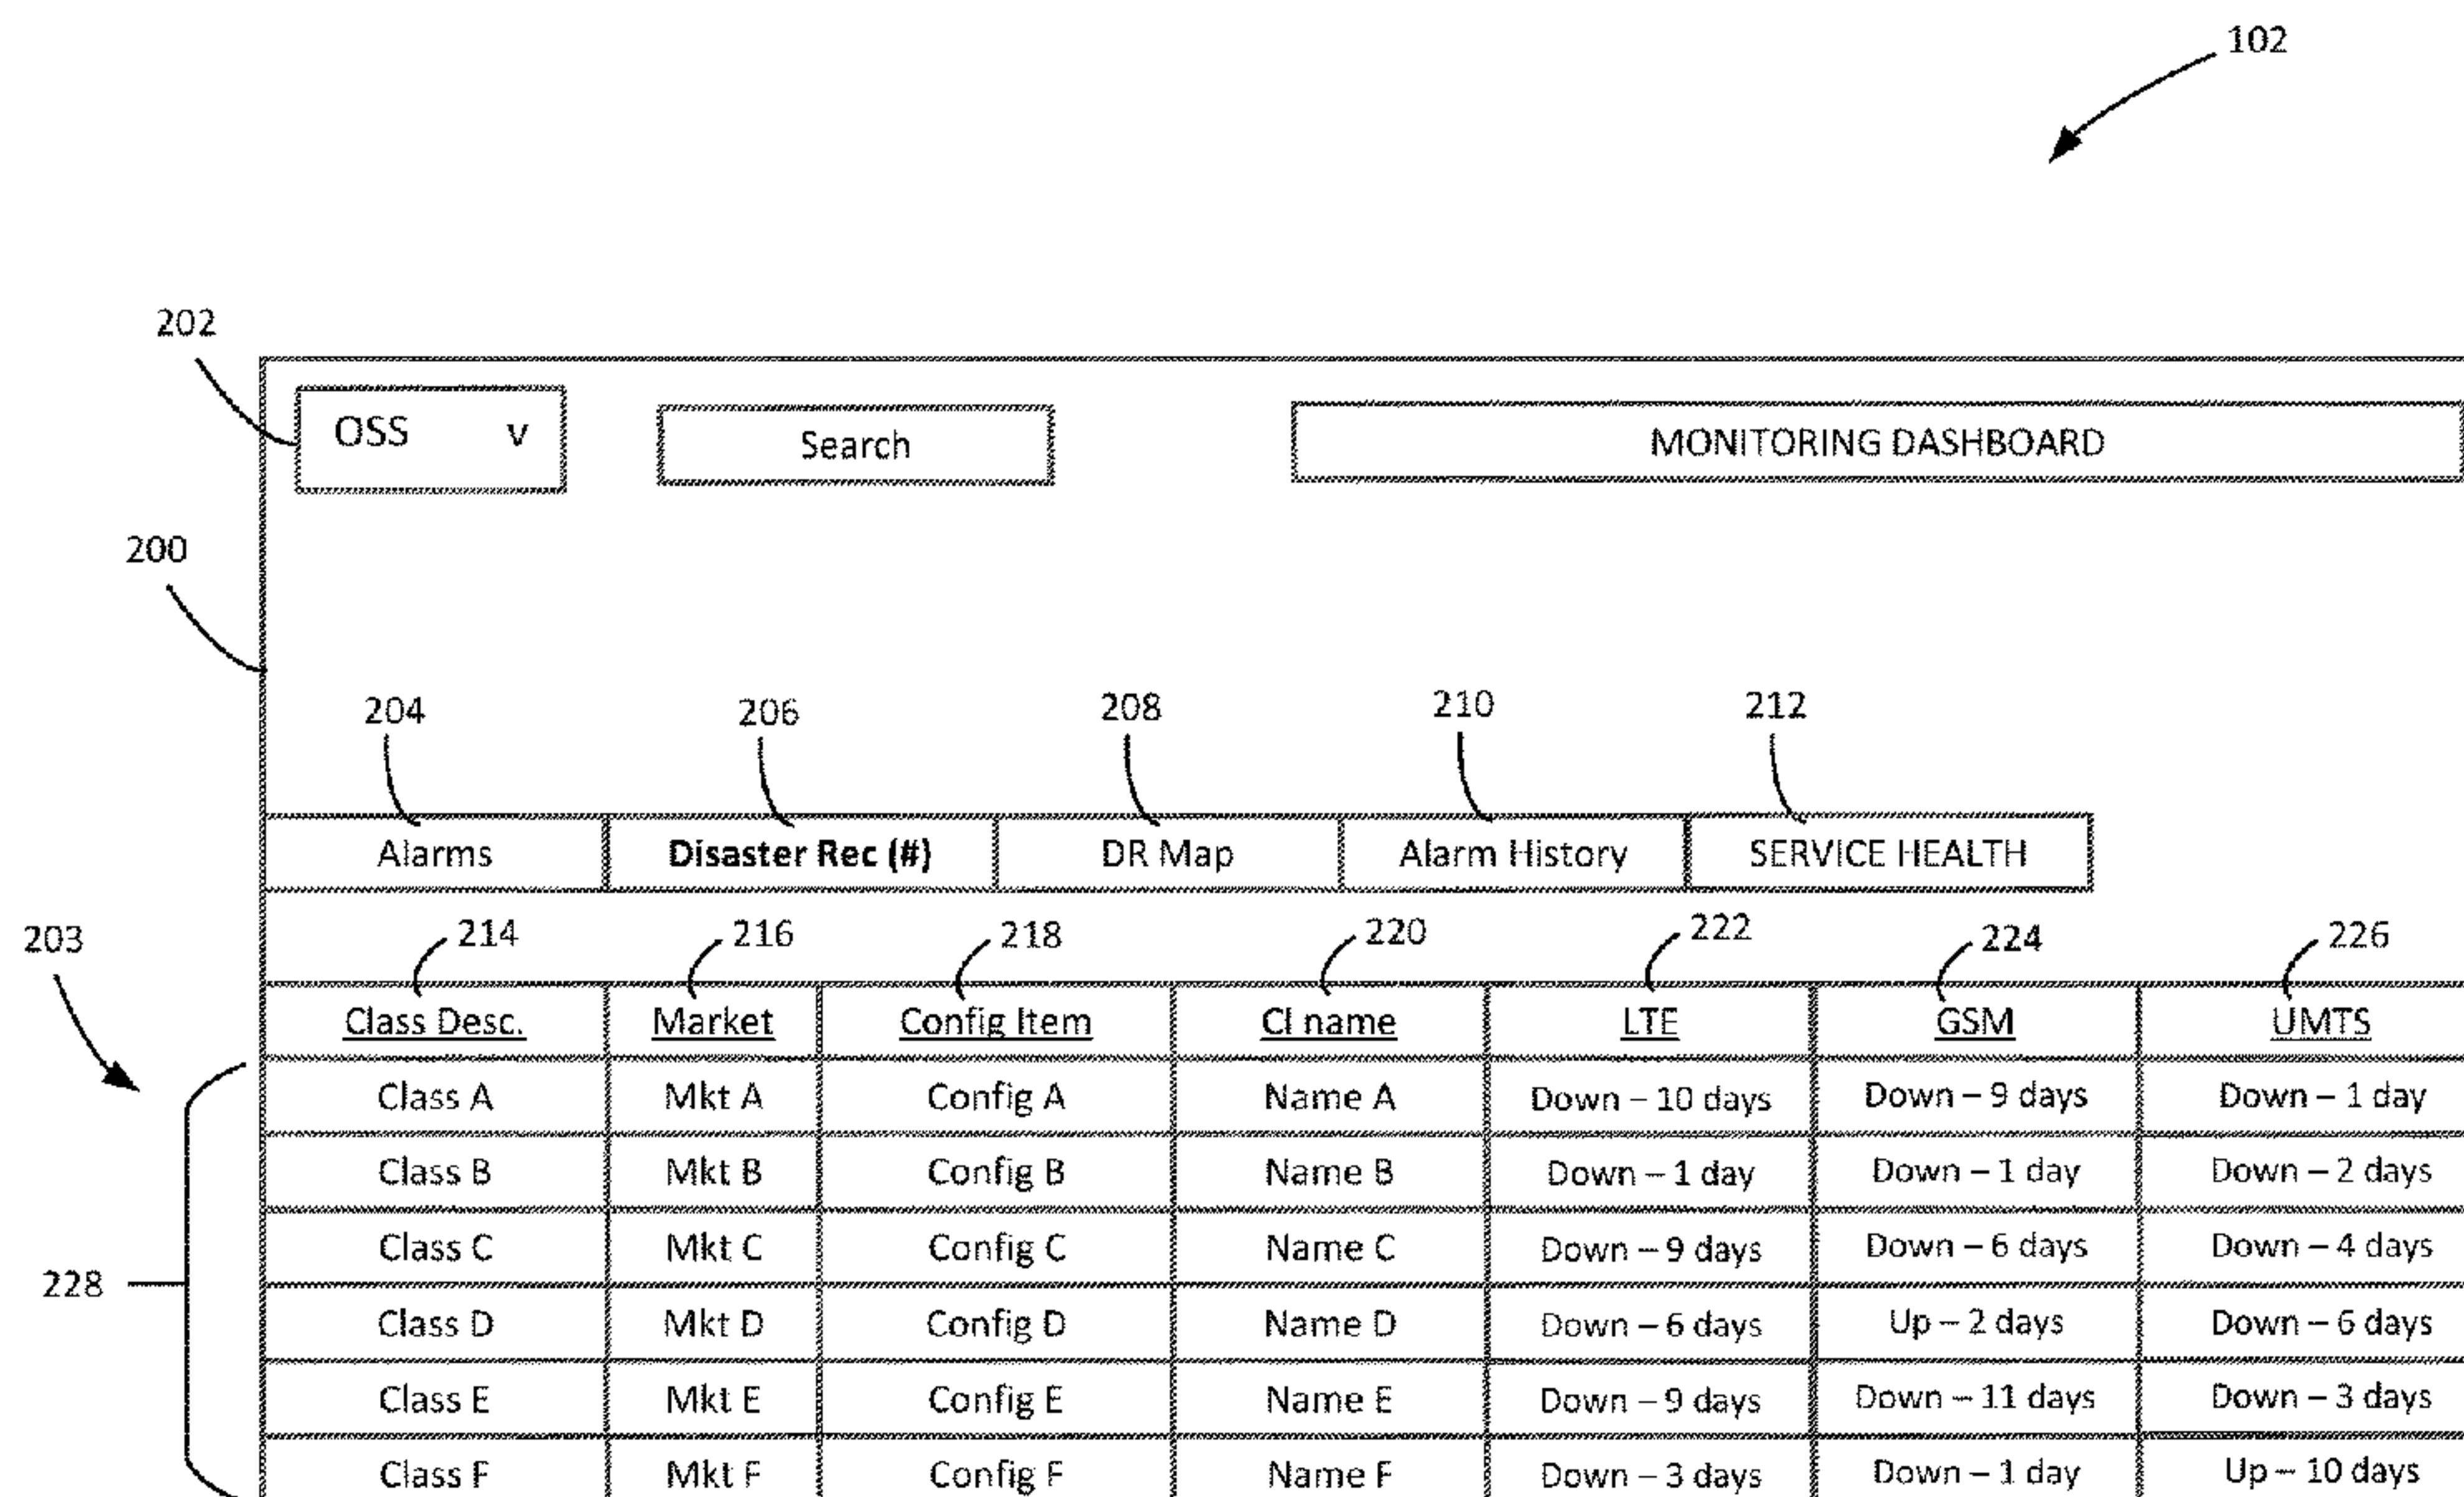 102
202
OSS v Search MONITORING DASHBOARD
200
204 206 208 210 212
Alarms Disaster Rec (#) DR Map Alarm History SERVICE HEALTH
203 214 216 218 220 222 224 226
Class Desc. Market Config Item CI name LTE GSM UMTS
Class A Mkt A Config A Name A Down – 10 days Down – 9 days Down – 1 day
Class B Mkt B Config B Name B Down – 1 day Down – 1 day Down – 2 days
Class C Mkt C Config C Name C Down – 9 days Down – 6 days Down – 4 days
228
Class D Mkt D Config D Name D Down – 6 days Up – 2 days Down – 6 days
Class E Mkt E Config E Name E Down – 9 days Down – 11 days Down – 3 days
Class F Mkt F Config F Name F Down – 3 days Down – 1 day Up – 10 days